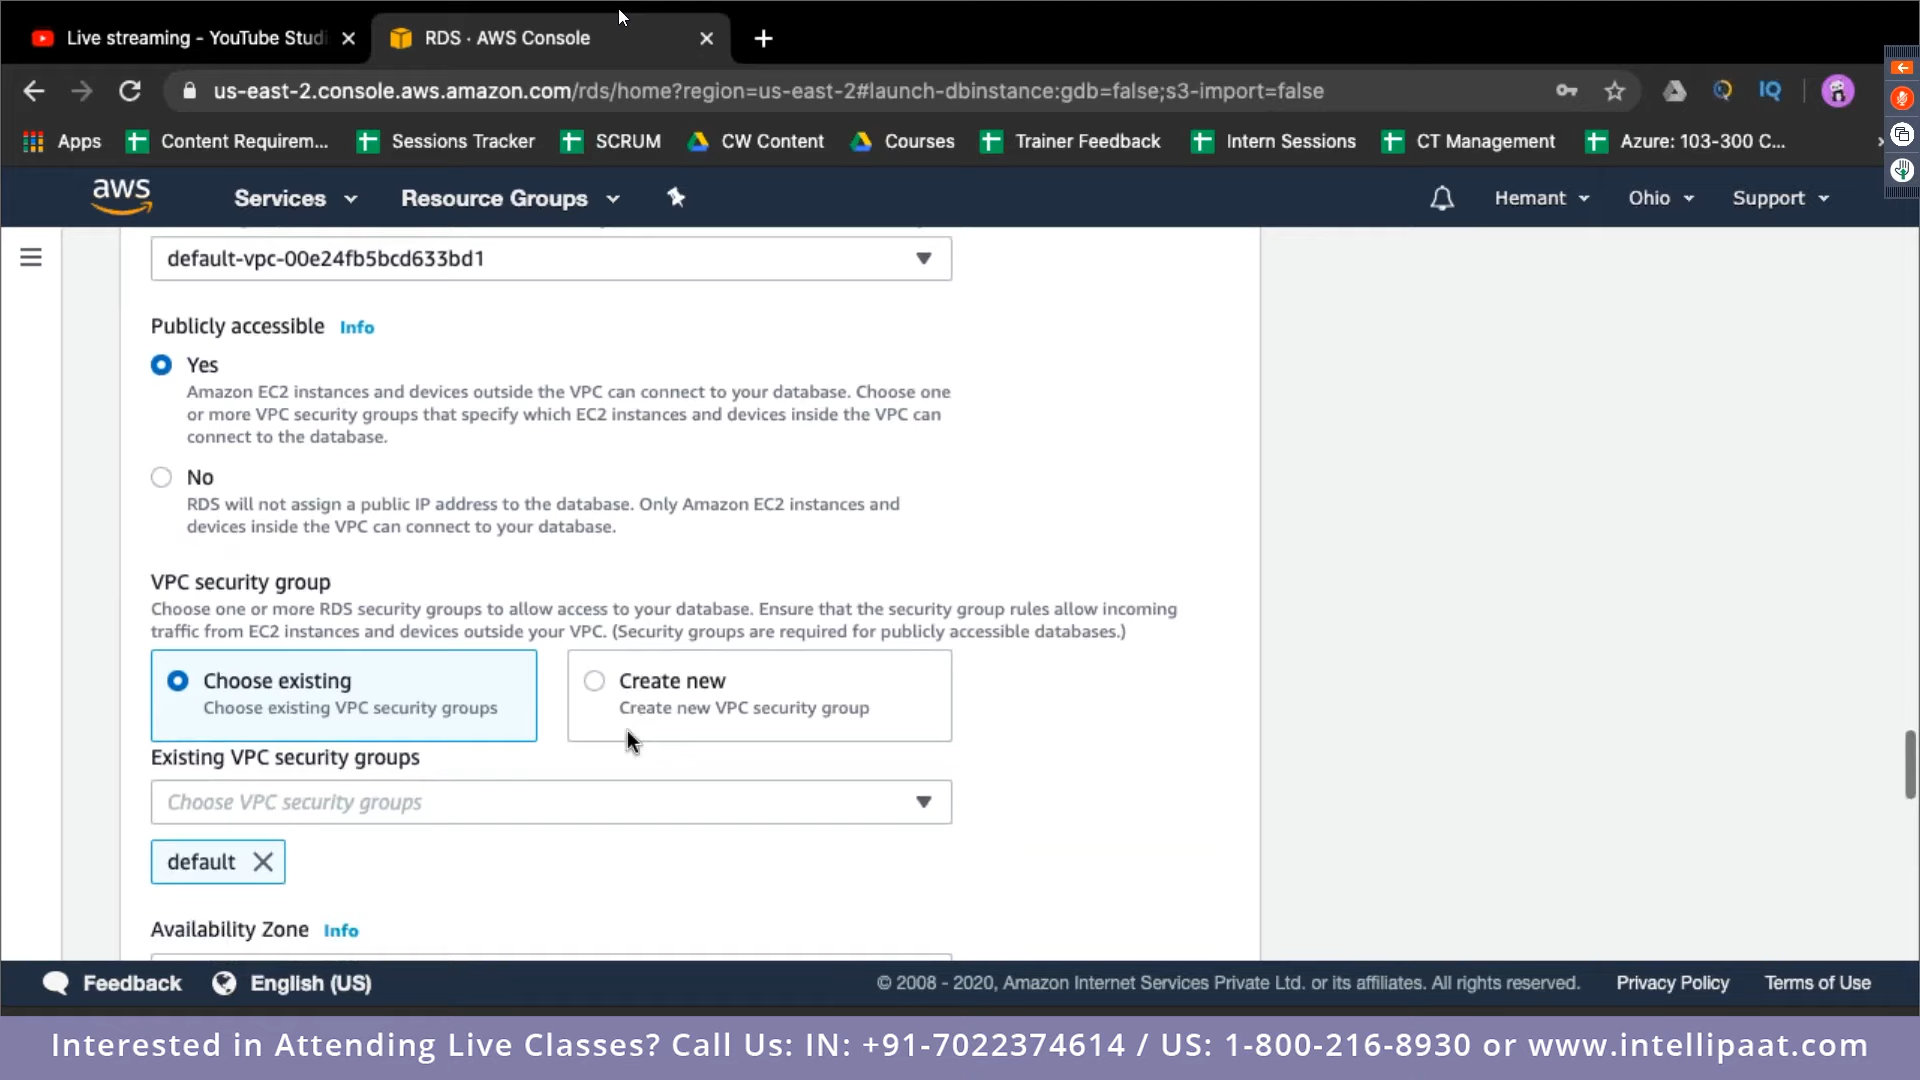 Live streaming - YouTube Studi
RDS · AWS Console
us-east-2.console.aws.amazon.com/rds/home?region=us-east-2#launch-dbinstance:gdb=false;s3-import=false
IQ
Apps
Content Requirem...
Sessions Tracker
SCRUM
CW Content
Courses
Trainer Feedback
Intern Sessions
CT Management
Azure: 103-300 C...
aws
Services
Resource Groups
Hemant
Ohio
Support
default-vpc-00e24fb5bcd633bd1
Publicly accessible Info
Yes
Amazon EC2 instances and devices outside the VPC can connect to your database. Choose one
or more VPC security groups that specify which EC2 instances and devices inside the VPC can
connect to the database.
No
RDS will not assign a public IP address to the database. Only Amazon EC2 instances and
devices inside the VPC can connect to your database.
VPC security group
Choose one or more RDS security groups to allow access to your database. Ensure that the security group rules allow incoming
traffic from EC2 instances and devices outside your VPC. (Security groups are required for publicly accessible databases.)
Choose existing
Choose existing VPC security groups
Create new
Create new VPC security group
Existing VPC security groups
Choose VPC security groups
default
Availability Zone Info
Feedback
English (US)
© 2008 - 2020, Amazon Internet Services Private Ltd. or its affiliates. All rights reserved.
Privacy Policy
Terms of Use
Interested in Attending Live Classes? Call Us: IN: +91-7022374614 / US: 1-800-216-8930 or www.intellipaat.com